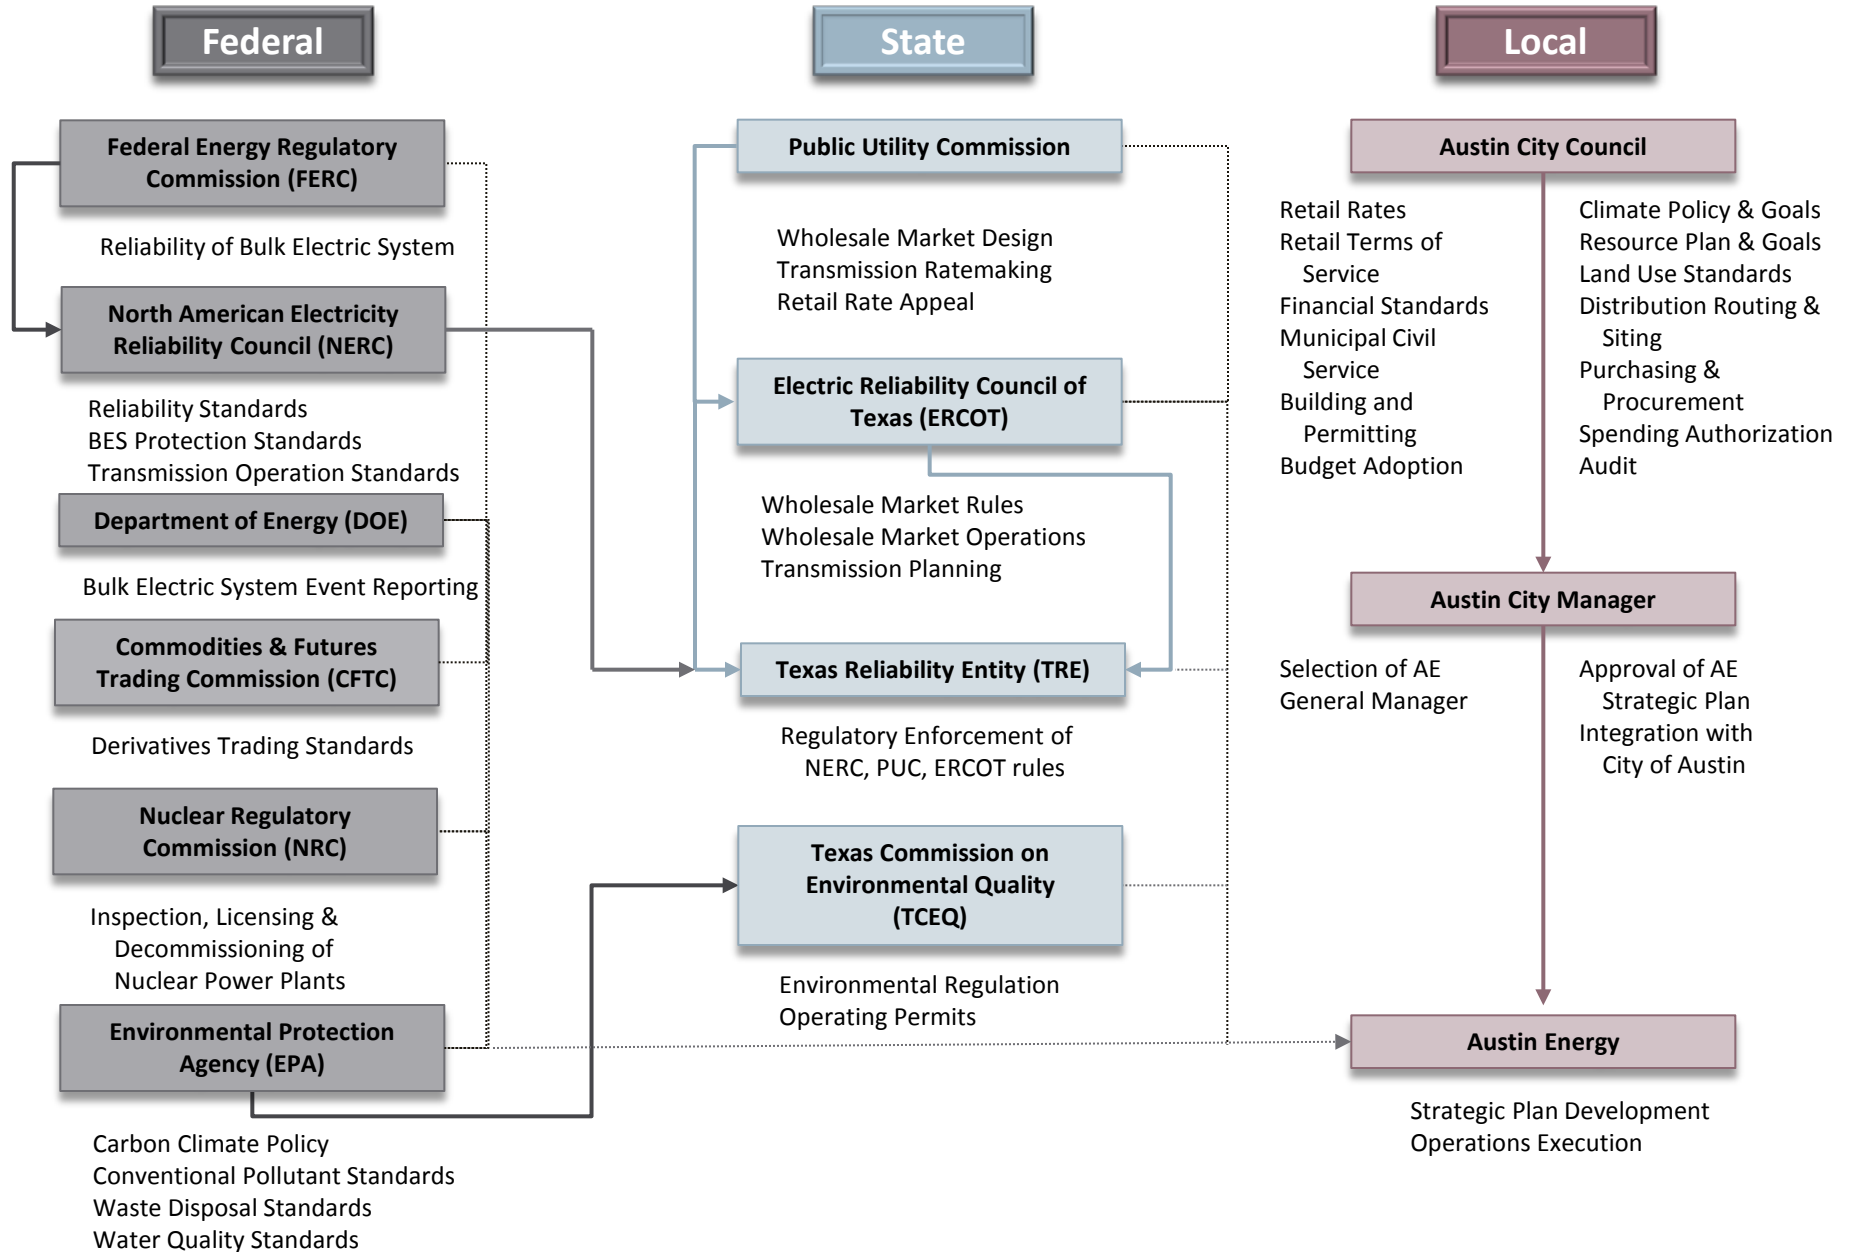 Federal
Federal Energy Regulatory
Commission (FERC)
Reliability of Bulk Electric System
North American Electricity
Reliability Council (NERC)
Reliability Standards
BES Protection Standards
Transmission Operation Standards
Department of Energy (DOE)
Bulk Electric System Event Reporting
Commodities & Futures
Trading Commission (CFTC)
Derivatives Trading Standards
Nuclear Regulatory
Commission (NRC)
Inspection, Licensing &
Decommissioning of
Nuclear Power Plants
Environmental Protection
Agency (EPA)
Carbon Climate Policy
Conventional Pollutant Standards
Waste Disposal Standards
Water Quality Standards
State
Public Utility Commission
Wholesale Market Design
Transmission Ratemaking
Retail Rate Appeal
Electric Reliability Council of
Texas (ERCOT)
Wholesale Market Rules
Wholesale Market Operations
Transmission Planning
Texas Reliability Entity (TRE)
Regulatory Enforcement of
NERC, PUC, ERCOT rules
Texas Commission on
Environmental Quality
(TCEQ)
Environmental Regulation
Operating Permits
Local
Austin City Council
Retail Rates
Retail Terms of
Service
Financial Standards
Municipal Civil
Service
Building and
Permitting
Budget Adoption
Climate Policy & Goals
Resource Plan & Goals
Land Use Standards
Distribution Routing &
Siting
Purchasing &
Procurement
Spending Authorization
Audit
Austin City Manager
Selection of AE
General Manager
Approval of AE
Strategic Plan
Integration with
City of Austin
Austin Energy
Strategic Plan Development
Operations Execution